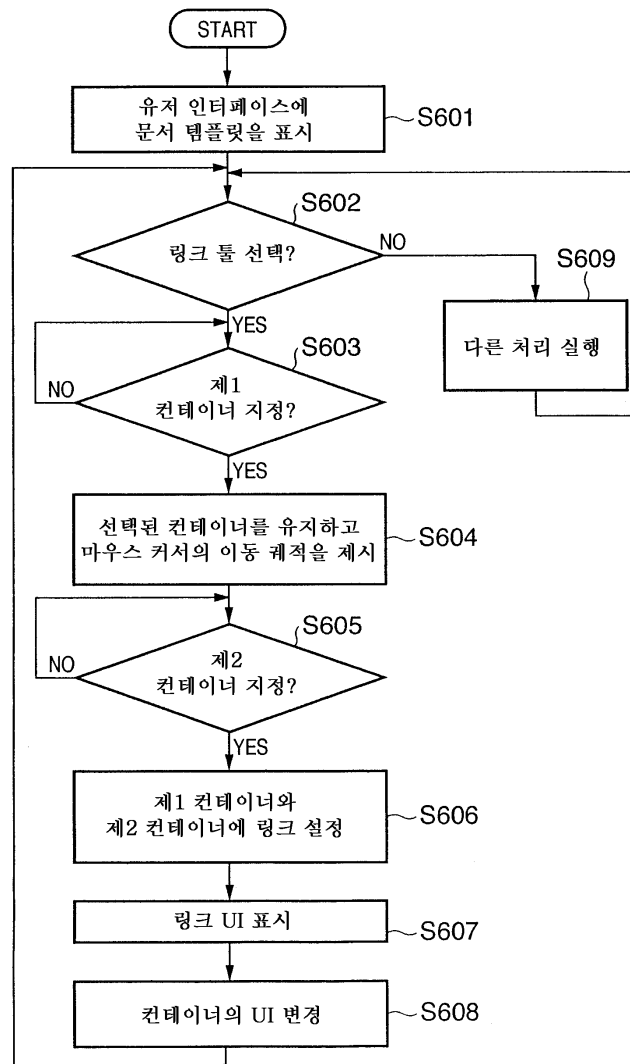 START
유저 인터페이스에
문서 템플릿을 표시
S601
S602
링크 툴 선택?
NO
S609
YES
다른 처리 실행
S603
제1
컨테이너 지정?
NO
YES
선택된 컨테이너를 유지하고
마우스 커서의 이동 궤적을 제시
S604
S605
제2
컨테이너 지정?
NO
YES
제1 컨테이너와
제2 컨테이너에 링크 설정
S606
링크 UI 표시
S607
컨테이너의 UI 변경
S608